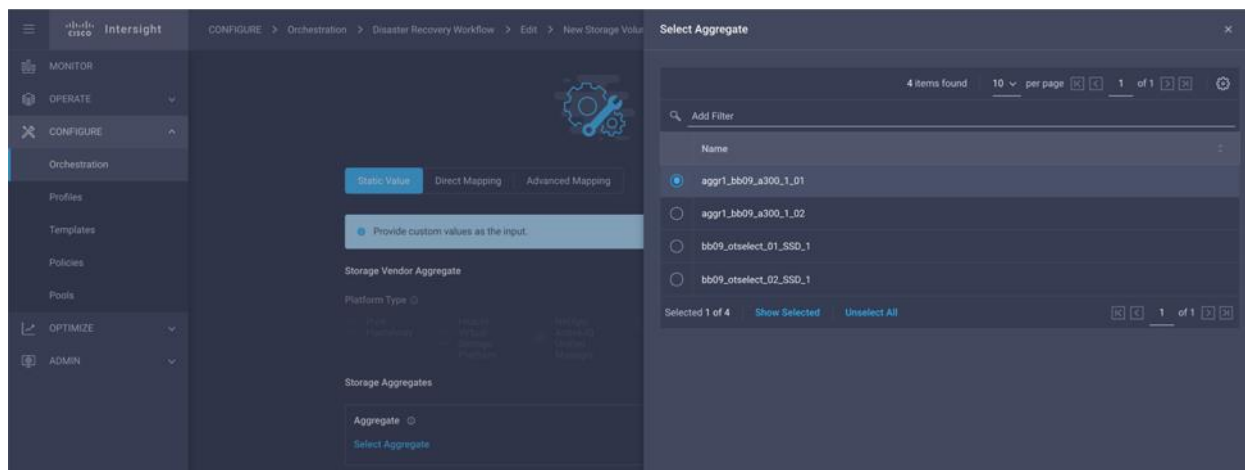 cisco Intersight
CONFIGURE > Orchestration > Disaster Recovery Workflow > Edit > New Storage Volu
MONITOR
OPERATE
CONFIGURE
Orchestration
Profiles
Templates
Policies
Pools
OPTIMIZE
ADMIN
Static Value Direct Mapping Advanced Mapping
Provide custom values as the input.
Storage Vendor Aggregate
Platform Type
Storage Aggregates
Aggregate
Select Aggregate
Select Aggregate
4 items found 10 per page 1 of 1
Add Filter
Name
aggr1_bb09_a300_1_01
aggr1_bb09_a300_1_02
bb09_otselect_01_SSD_1
bb09_otselect_02_SSD_1
Selected 1 of 4 Show Selected Unselect All 1 of 1